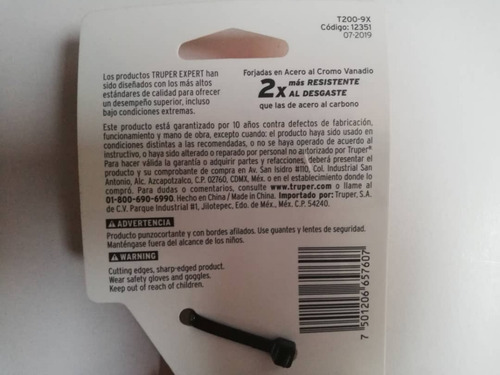 T200-9X
Código: 12351
07-2019
Los productos TRUPER EXPERT han
sido diseñados con los más altos
estándares de calidad para ofrecer
un desempeño superior, incluso
bajo condiciones extremas.
Forjadas en Acero al Cromo Vanadio
2x más RESISTENTE
AL DESGASTE
que las de acero al carbono
Este producto está garantizado por 10 años contra defectos de fabricación,
funcionamiento y mano de obra, excepto cuando: el producto haya sido usado en
condiciones distintas a las recomendadas, o no se haya operado de acuerdo al
instructivo, o haya sido alterado o reparado por personal no autorizado por Truper®
Para hacer válida la garantía o adquirir partes y refacciones, deberá presentar el
producto y su comprobante de compra en Av. San Isidro #110, Col. Industrial San
Antonio, Alc. Azcapotzalco, C.P. 02760, CDMX, Méx. o en el establecimiento donde lo
compró. Para dudas o comentarios, consulte www.truper.com o llame al
01-800-690-6990. Hecho en China / Made in China. Importado por: Truper, S.A.
de C.V. Parque Industrial #1, Jilotepec, Edo. de Méx., Méx. C.P. 54240.
ADVERTENCIA
Producto punzocortante y con bordes afilados. Use guantes y lentes de seguridad.
Manténgase fuera del alcance de los niños.
WARNING
Cutting edges, sharp-edged product.
Wear safety gloves and goggles.
Keep out of reach of children.
7 501206 657607